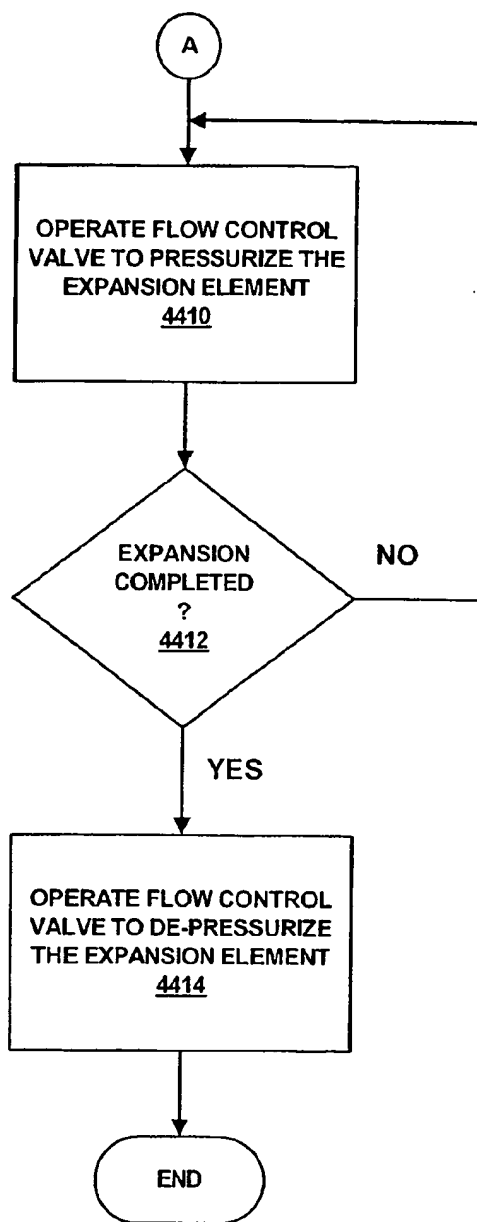 A
OPERATE FLOW CONTROL
VALVE TO PRESSURIZE THE
EXPANSION ELEMENT
4410
EXPANSION
COMPLETED
?
4412
NO
YES
OPERATE FLOW CONTROL
VALVE TO DE-PRESSURIZE
THE EXPANSION ELEMENT
4414
END